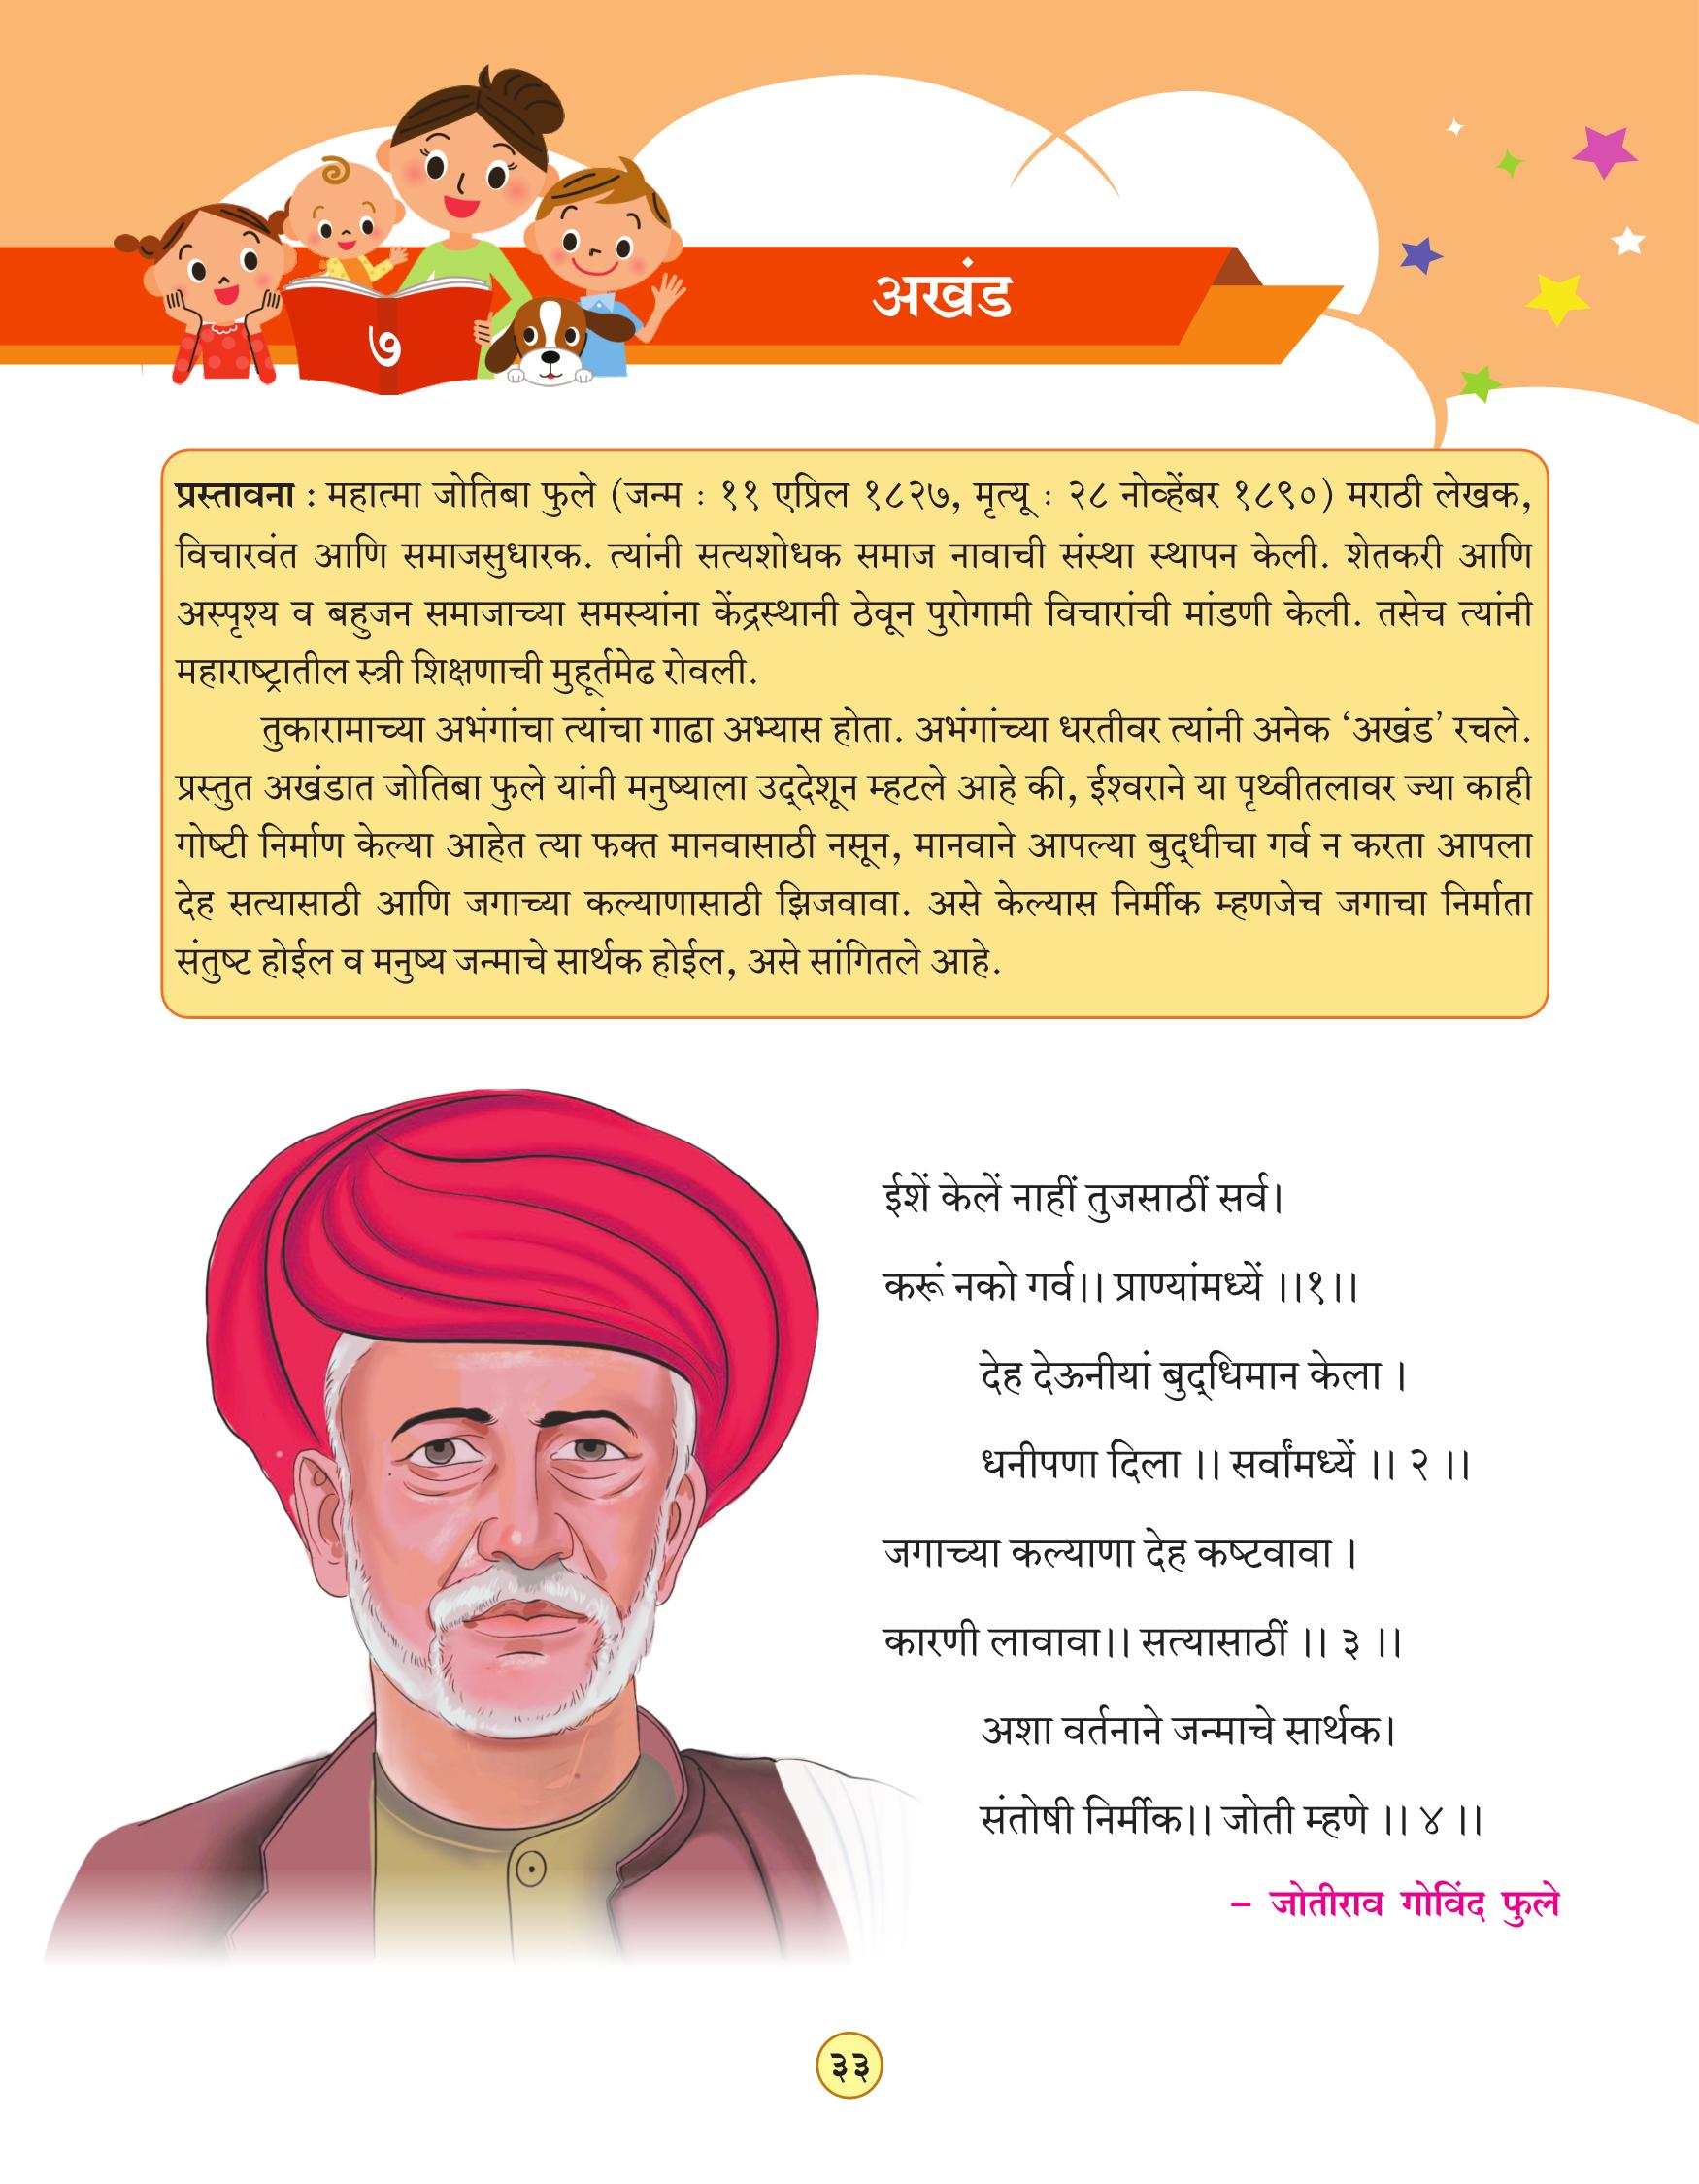 अखंड
७
प्रस्तावना : महात्मा जोतिबा फुले (जन्म : ११ एप्रिल १८२७, मृत्यू : २८ नोव्हेंबर १८९०) मराठी लेखक,
विचारवंत आणि समाजसुधारक. त्यांनी सत्यशोधक समाज नावाची संस्था स्थापन केली. शेतकरी आणि
अस्पृश्य व बहुजन समाजाच्या समस्यांना केंद्रस्थानी ठेवून पुरोगामी विचारांची मांडणी केली. तसेच त्यांनी
महाराष्ट्रातील स्त्री शिक्षणाची मुहूर्तमेढ रोवली.
तुकारामाच्या अभंगांचा त्यांचा गाढा अभ्यास होता. अभंगांच्या धरतीवर त्यांनी अनेक ‘अखंड’ रचले.
प्रस्तुत अखंडात जोतिबा फुले यांनी मनुष्याला उद्‌देशून म्हटले आहे की, ईश्वराने या पृथ्वीतलावर ज्या काही
गोष्टी निर्माण केल्या आहेत त्या फक्त मानवासाठी नसून, मानवाने आपल्या बुद्‌धीचा गर्व न करता आपला
देह सत्यासाठी आणि जगाच्या कल्याणासाठी झिजवावा. असे केल्यास निर्मीक म्हणजेच जगाचा निर्माता
संतुष्ट होईल व मनुष्य जन्माचे सार्थक होईल, असे सांगितले आहे.
ईशें केलें नाहीं तुजसाठीं सर्व।
करूं नको गर्व।। प्राण्यांमध्यें ।।१।।
देह देऊनीयां बुद्‌धिमान केला ।
धनीपणा दिला ।। सर्वांमध्यें ।। २ ।।
जगाच्या कल्याणा देह कष्टवावा ।
कारणी लावावा।। सत्यासाठीं ।। ३ ।।
अशा वर्तनाने जन्माचे सार्थक।
संतोषी निर्मीक।। जोती म्हणे ।। ४ ।।
– जोतीराव गोविंद फुले
३३